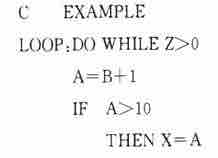 C EXAMPLE
LOOP:DO WHILE Z>0
A=B+1
IF A>10
THEN X=A